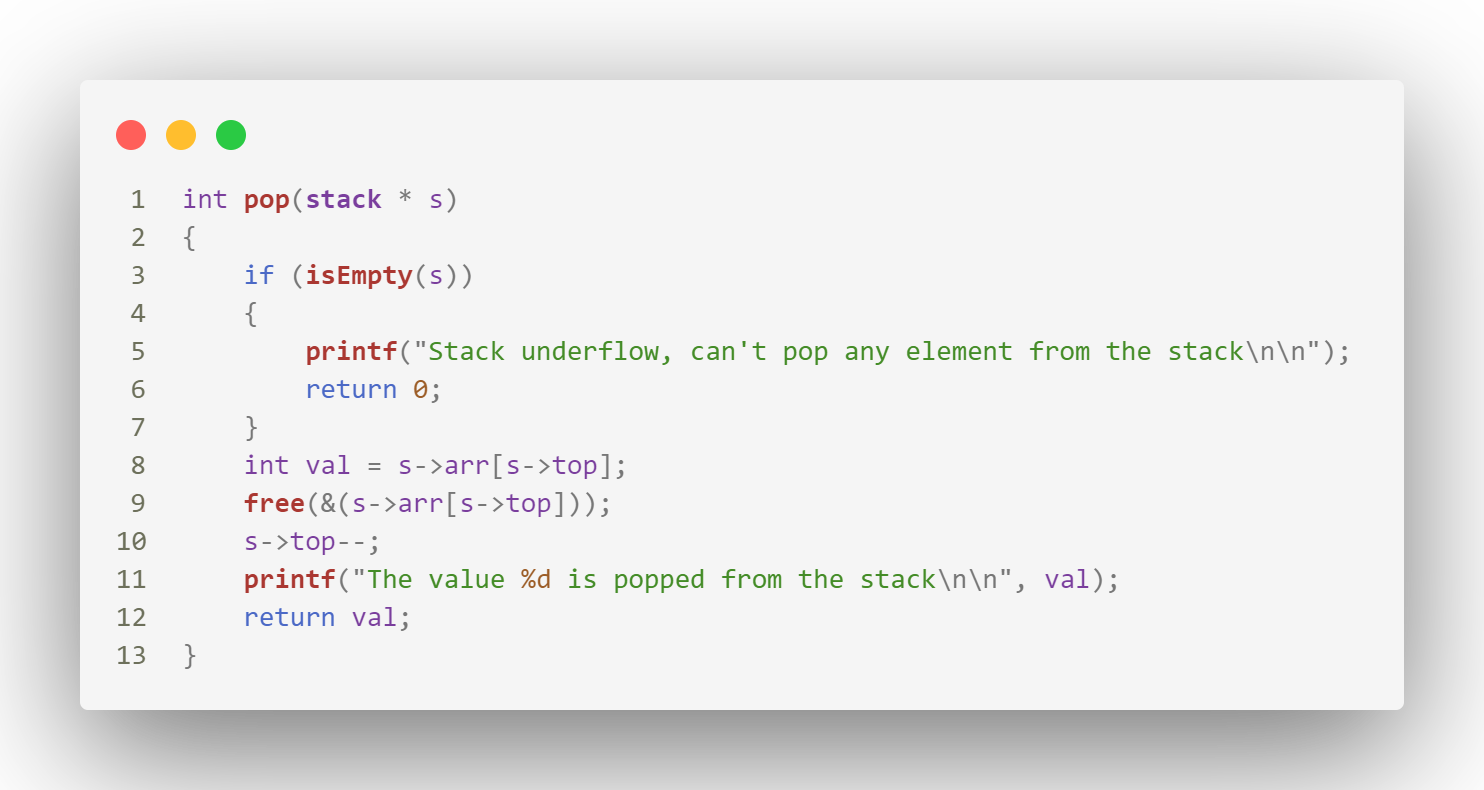 1 int pop(stack * s)
2 {
3     if (isEmpty(s))
4     {
5         printf("Stack underflow, can't pop any element from the stack\n\n");
6         return 0;
7     }
8     int val = s->arr[s->top];
9     free(&(s->arr[s->top]));
10     s->top--;
11     printf("The value %d is popped from the stack\n\n", val);
12     return val;
13 }